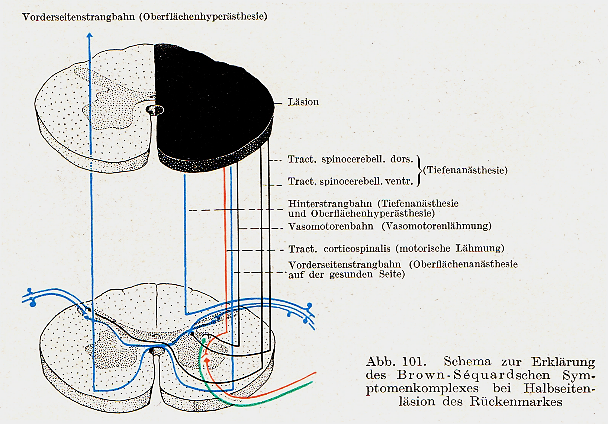 Vorderseitenstrangbahn (Oberflächenhyperästhesie)
Läsion
Tract. spinocerebell. dors.
(Tiefenanästhesie)
Tract. spinocerebell. ventr.
Hinterstrangbahn (Tiefenanästhesie
und Oberflächenhyperästhesie)
Vasomotorenbahn (Vasomotorenlähmung)
Tract. corticospinalis (motorische Lähmung)
Vorderseitenstrangbahn (Oberflächenanästhesie
auf der gesunden Seite)
Abb. 101. Schema zur Erklärung
des Brown-Séquardschen Sym-
ptomenkomplexes bei Halbseiten-
läsion des Rückenmarkes